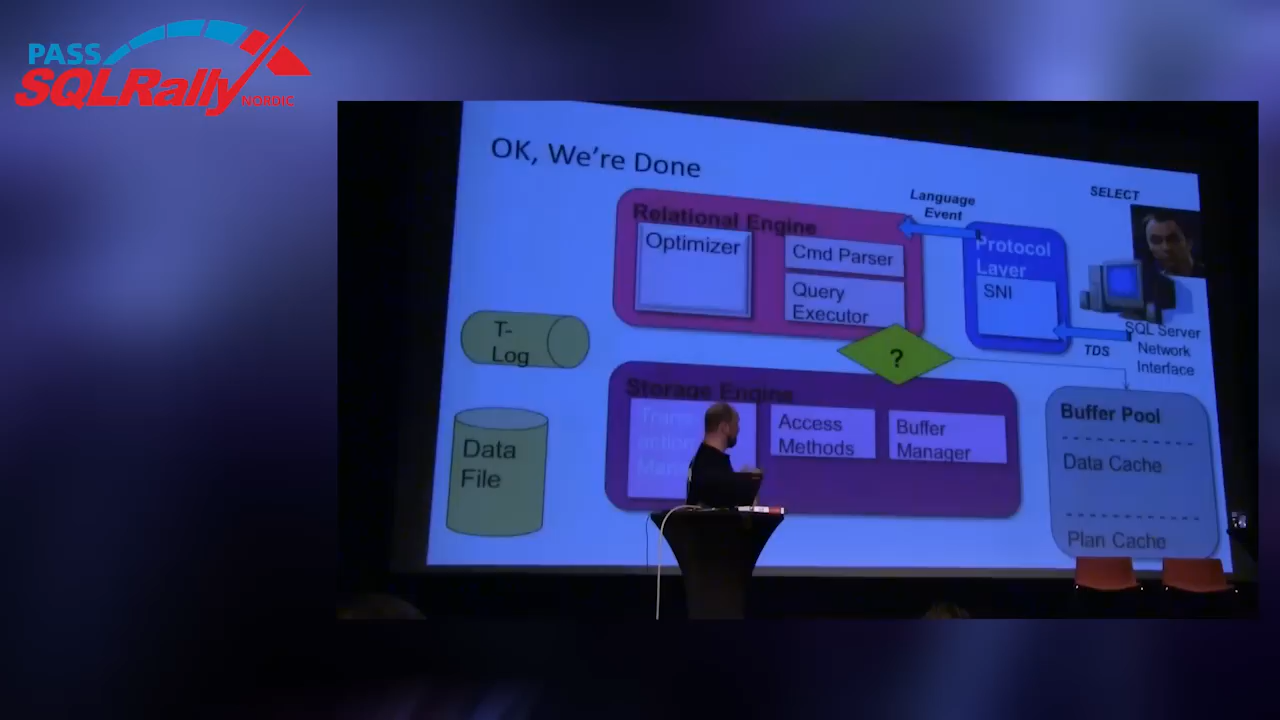 PASS
SQLRally
NORDIC
OK, We're Done
SELECT
Language
Event
Relational Engine
Optimizer
Cmd Parser
Query
Executor
Protocol
Layer
SNI
SQL Server
Network
Interface
TDS
T-
Log
?
Storage Engine
Trans-
action
Access
Methods
Buffer
Manager
Data
File
Buffer Pool
Data Cache
Plan Cache